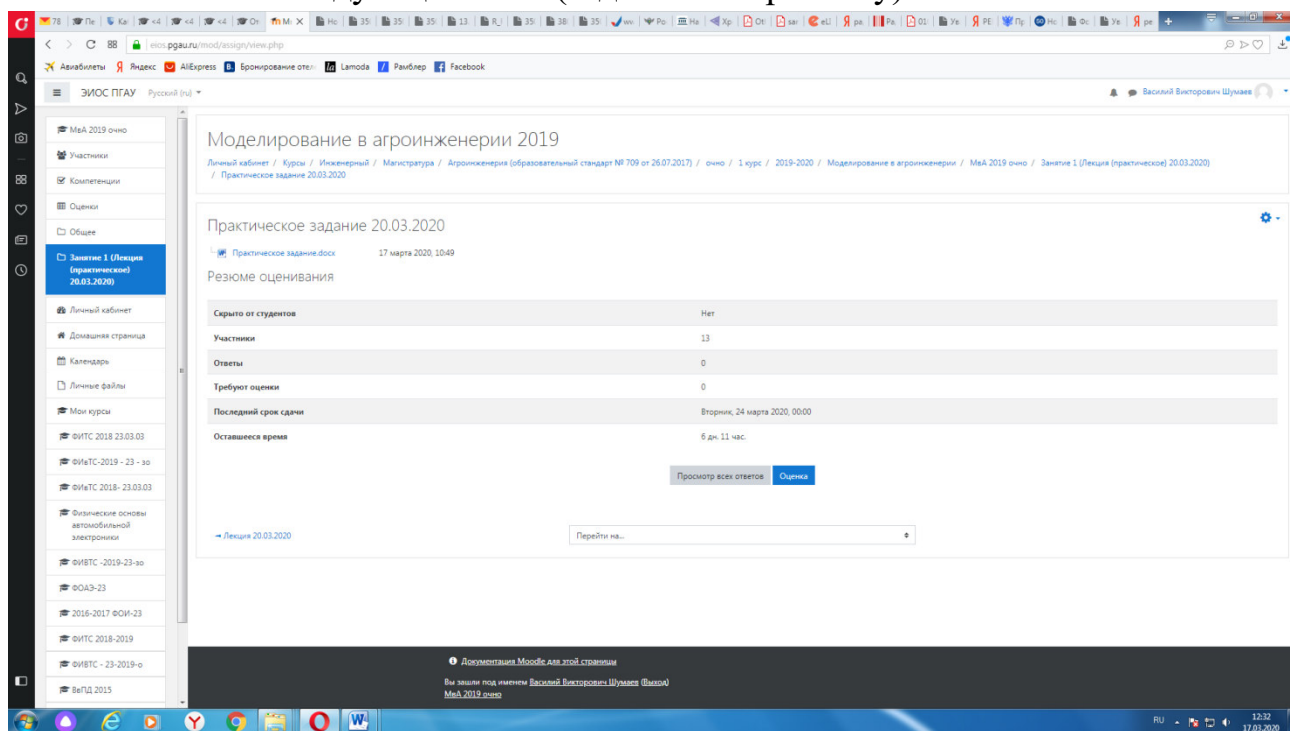 78
eios.pgau.ru/mod/assign/view.php
Авиабилеты Яндекс AliExpress Бронирование отел Lamoda Рамблер Facebook
ЭИОС ПГАУ Русский (ru)
Василий Викторович Шумаев
МвА 2019 очно
Участники
Компетенции
Оценки
Общее
Занятие 1 (Лекция
(практическое)
20.03.2020)
Личный кабинет
Домашняя страница
Календарь
Личные файлы
Мои курсы
ФИТС 2018 23.03.03
ФИвТС-2019 - 23 - зо
ФИвТС 2018- 23.03.03
Физические основы
автомобильной
электроники
ФИВТС -2019-23-зо
ФОАЭ-23
2016-2017 ФОИ-23
ФИТС 2018-2019
ФИВТС - 23-2019-о
ВвПД 2015
Моделирование в агроинженерии 2019
Личный кабинет / Курсы / Инженерный / Магистратура / Агроинженерия (образовательный стандарт № 709 от 26.07.2017) / очно / 1 курс / 2019-2020 / Моделирование в агроинженерии / МвА 2019 очно / Занятие 1 (Лекция (практическое) 20.03.2020)
/ Практическое задание 20.03.2020
Практическое задание 20.03.2020
Практическое задание.docx 17 марта 2020, 10:49
Резюме оценивания
Скрыто от студентов Нет
Участники 13
Ответы 0
Требуют оценки 0
Последний срок сдачи Вторник, 24 марта 2020, 00:00
Оставшееся время 6 дн. 11 час.
Просмотр всех ответов Оценка
→ Лекция 20.03.2020 Перейти на...
Документация Moodle для этой страницы
Вы зашли под именем Василий Викторович Шумаев (Выход)
МвА 2019 очно
RU 12:32
17.03.2020